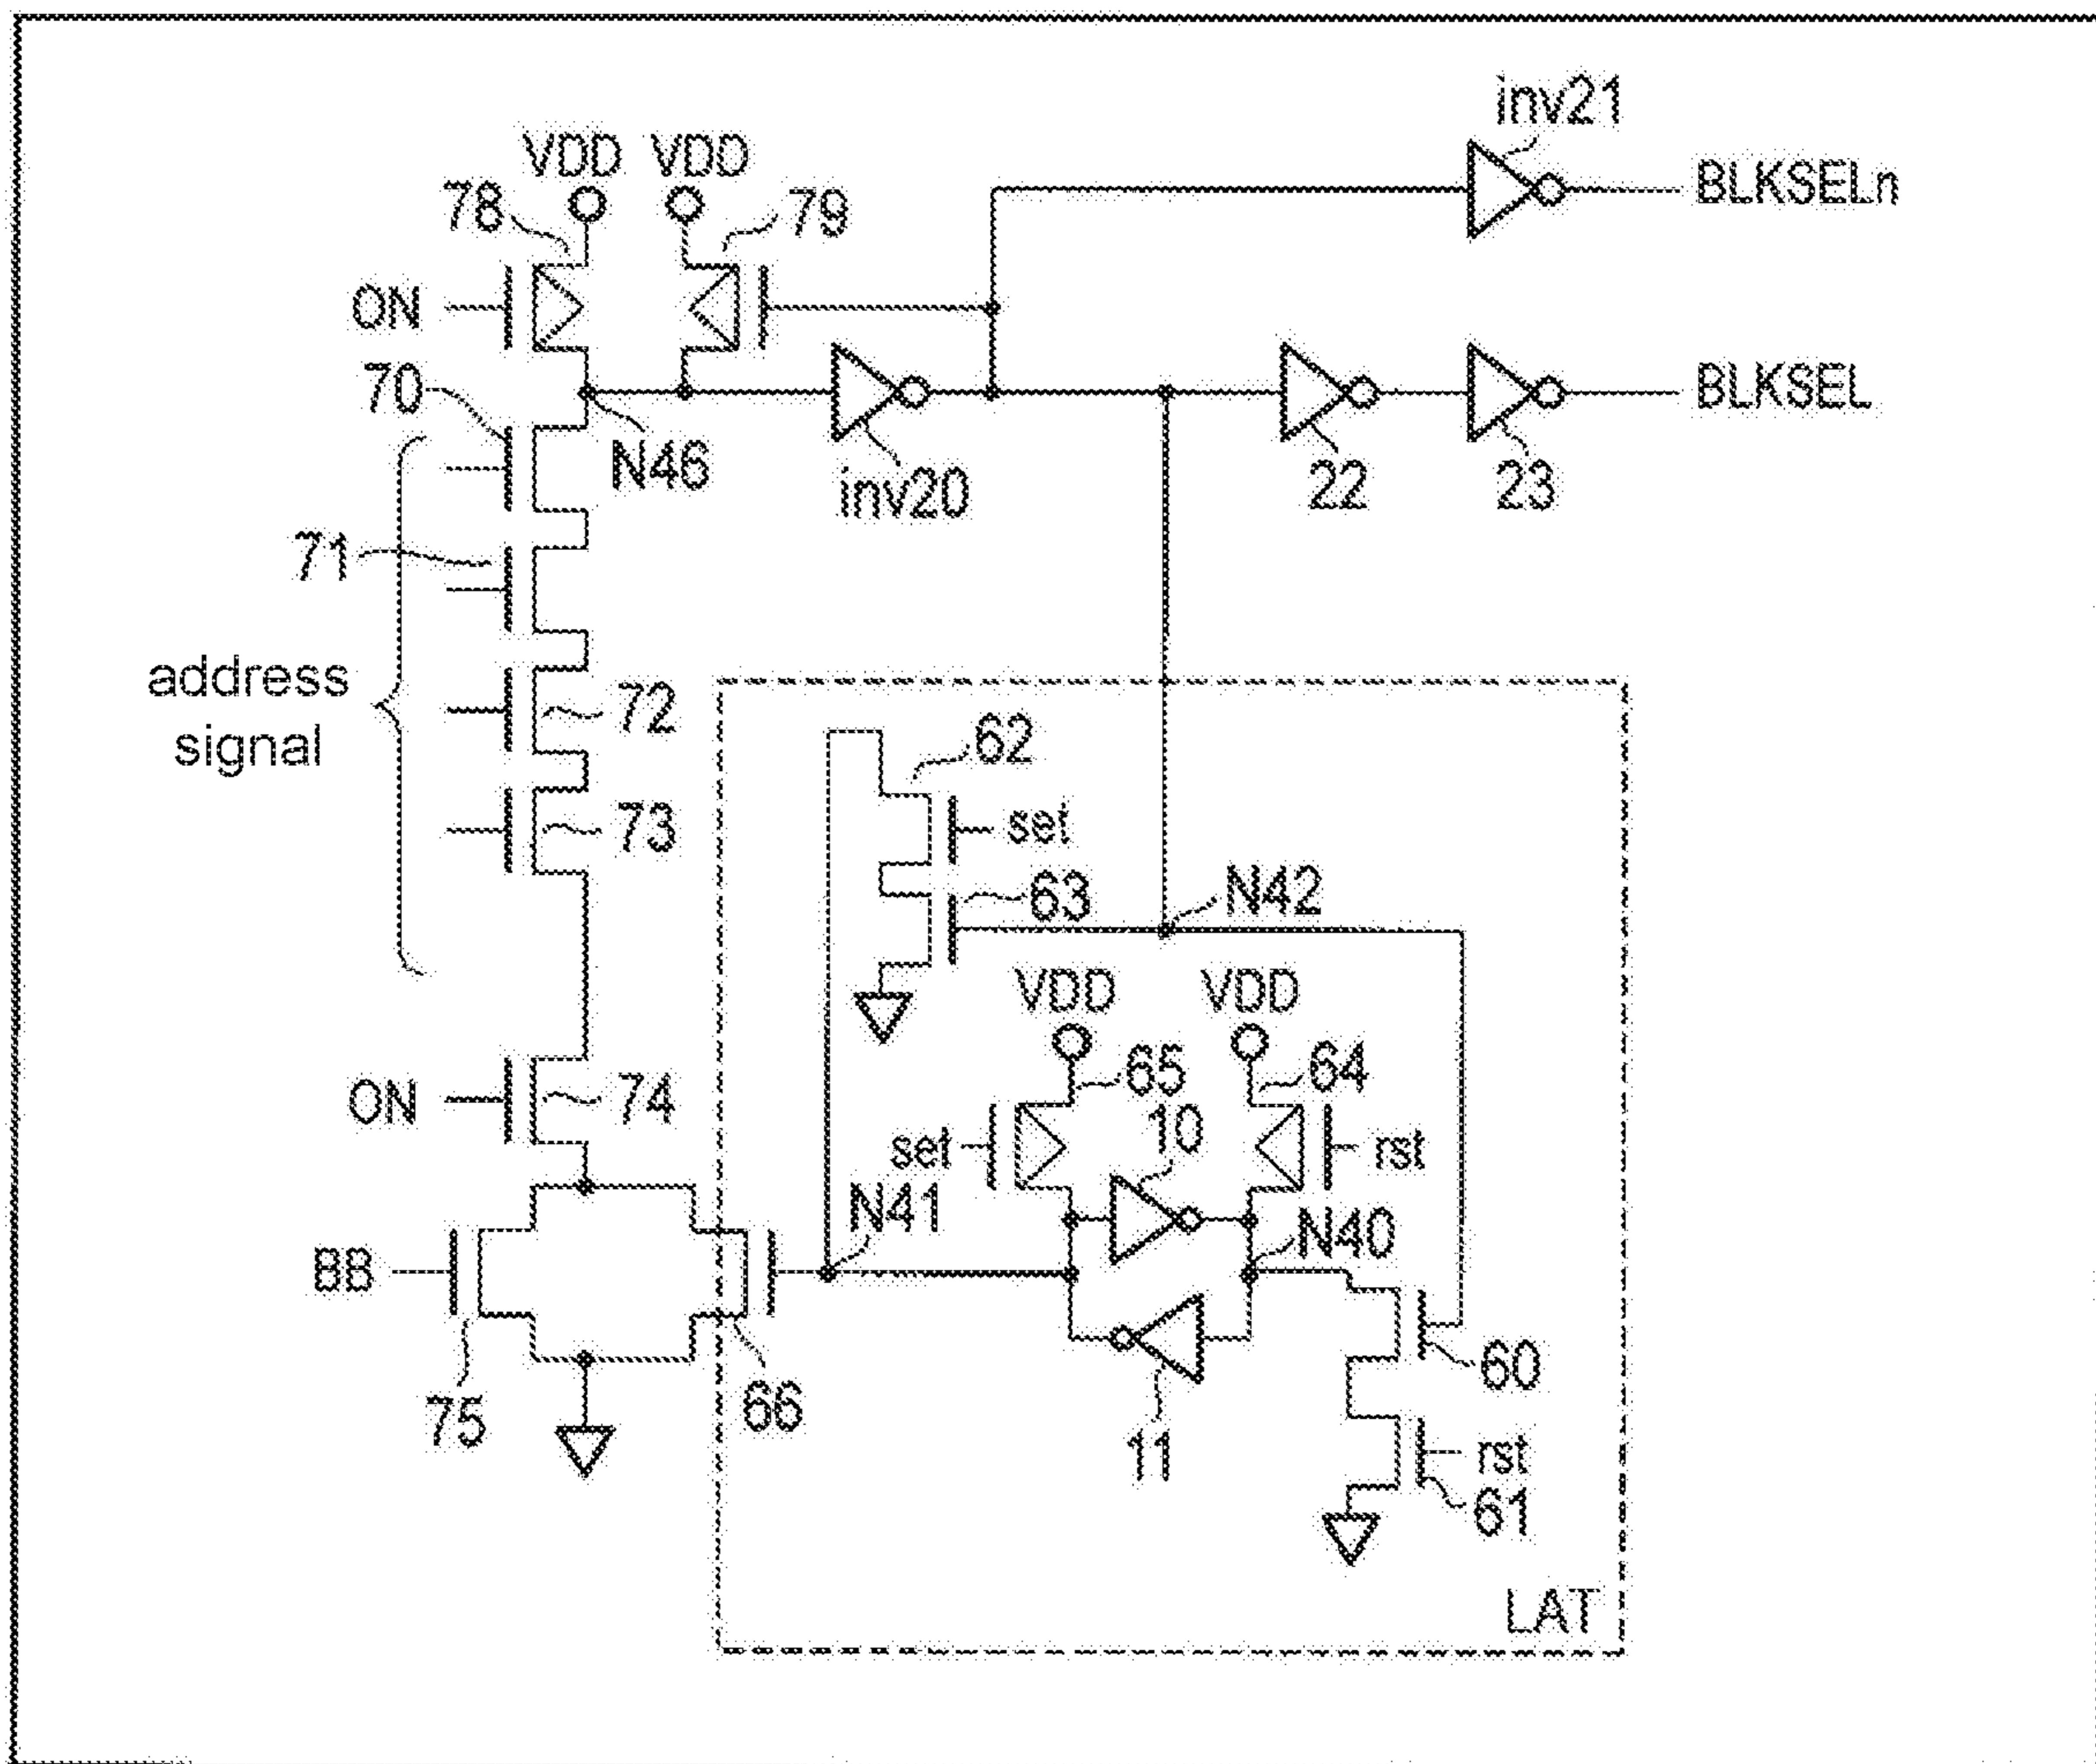 inv21
VDD VDD
BLKSELn
78
79
ON
70
BLKSEL
N46
inv20
22
23
71
address
signal
72
62
73
set
63
N42
VDD VDD
65
64
ON
74
10
set
rst
N41
N40
BB
60
75
66
11
rst
61
LAT